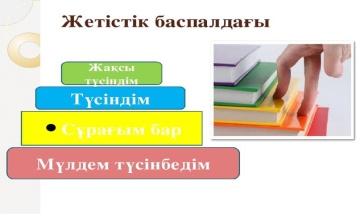 Жетістік баспалдағы
Жақсы
түсіндім
Түсіндім
• Сұрағым бар
Мүлдем түсінбедім